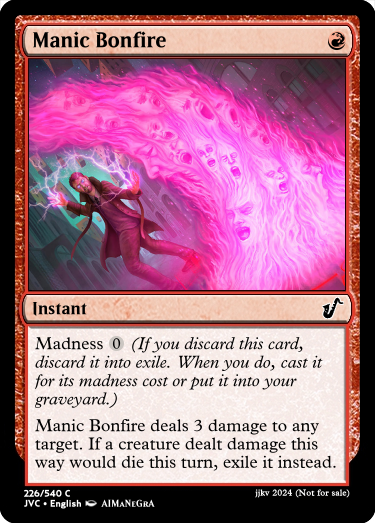 Manic Bonfire
Instant
Madness 0 (If you discard this card,
discard it into exile. When you do, cast it
for its madness cost or put it into your
graveyard.)
Manic Bonfire deals 3 damage to any
target. If a creature dealt damage this
way would die this turn, exile it instead.
226/540 C
JVC • English AIMaNeGrA
jjkv 2024 (Not for sale)